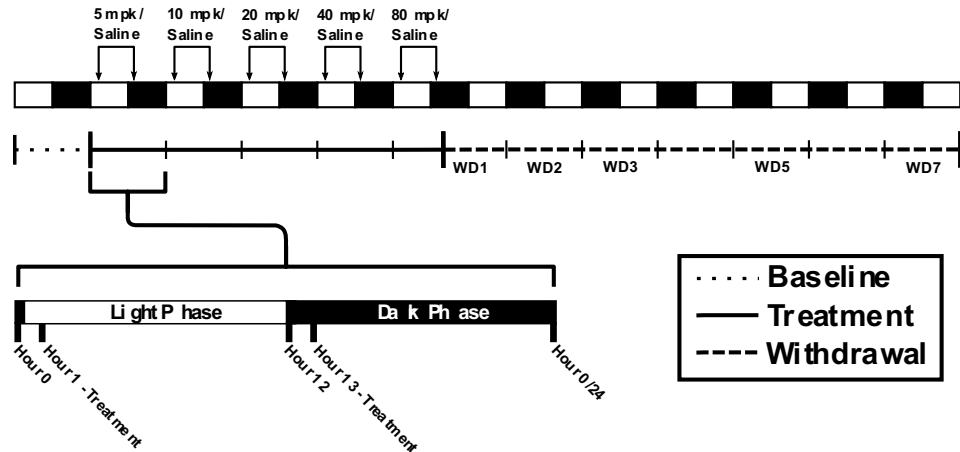 5 mpk/ 10 mpk/ 20 mpk/ 40 mpk/ 80 mpk/
Saline Saline Saline Saline Saline
WD1 WD2 WD3 WD5 WD7
Light Phase Da k Phase
Hour 0
Hour 1 - Treatment
Hour 12
Hour 13 - Treatment
Hour 0/24
Baseline
Treatment
Withdrawal